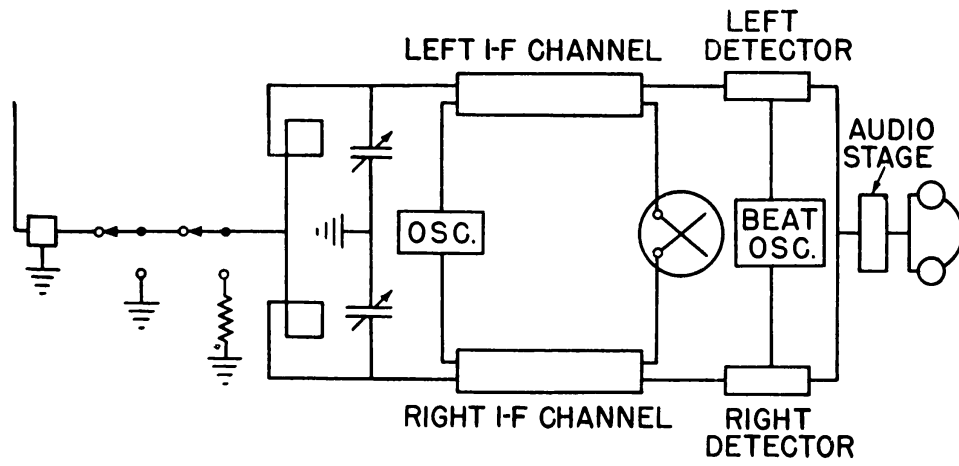 LEFT I-F CHANNEL
LEFT
DETECTOR
AUDIO
STAGE
OSC.
BEAT
OSC.
RIGHT I-F CHANNEL
RIGHT
DETECTOR